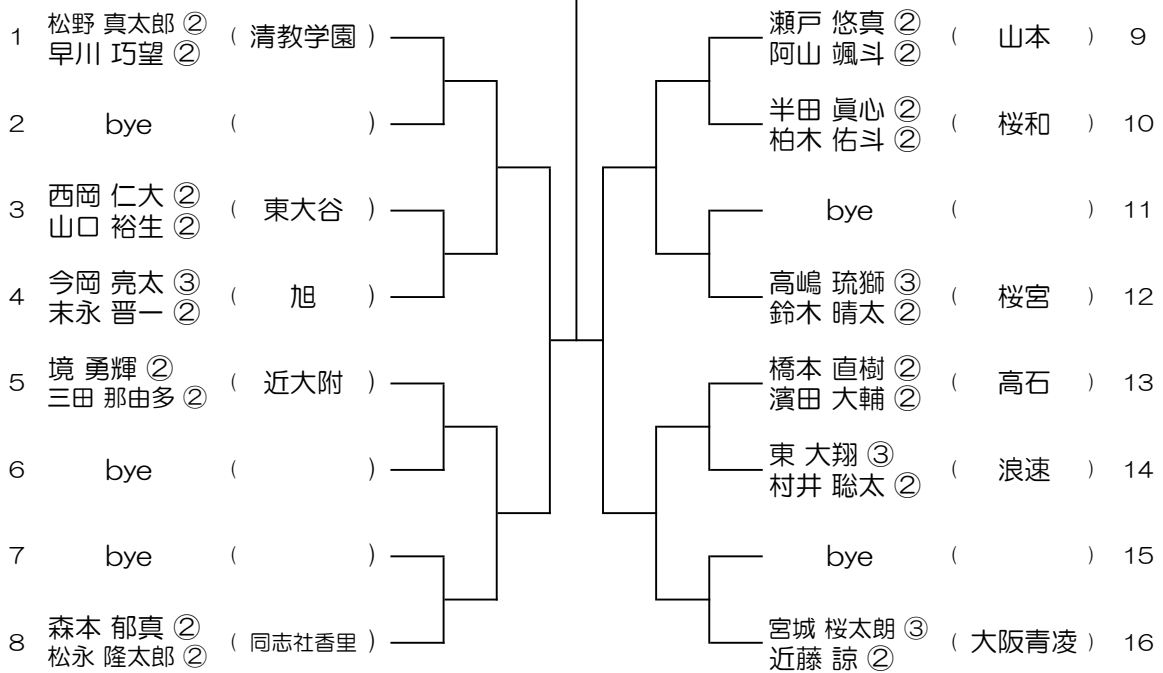 1 松野 真太郎 ② ( 清教学園 )
早川 巧望 ②
2 bye ( )
3 西岡 仁大 ② ( 東大谷 )
山口 裕生 ②
4 今岡 亮太 ③ ( 旭 )
末永 晋一 ②
5 境 勇輝 ② ( 近大附 )
三田 那由多 ②
6 bye ( )
7 bye ( )
8 森本 郁真 ② ( 同志社香里 )
松永 隆太郎 ②
瀬戸 悠真 ② ( 山本 ) 9
阿山 颯斗 ②
半田 眞心 ② ( 桜和 ) 10
柏木 佑斗 ②
bye ( ) 11
高嶋 琉獅 ③ ( 桜宮 ) 12
鈴木 晴太 ②
橋本 直樹 ② ( 高石 ) 13
濱田 大輔 ②
東 大翔 ③ ( 浪速 ) 14
村井 聡太 ②
bye ( ) 15
宮城 桜太朗 ③ ( 大阪青凌 ) 16
近藤 諒 ②